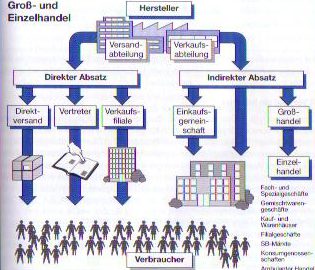 Groß- und
Einzelhandel
Hersteller
Versand-
abteilung
Verkaufs-
abteilung
Direkter Absatz
Indirekter Absatz
Direkt-
versand
Vertreter
Verkaufs-
filiale
Einkaufs-
gemein-
schaft
Groß-
handel
Einzel-
handel
Fach- und
Spezialgeschäfte
Gemischtwaren-
geschäfte
Kauf- und
Warenhäuser
Filialgeschäfte
SB-Märkte
Konsumgenossen-
schaften
Ambulanter Handel
Verbraucher